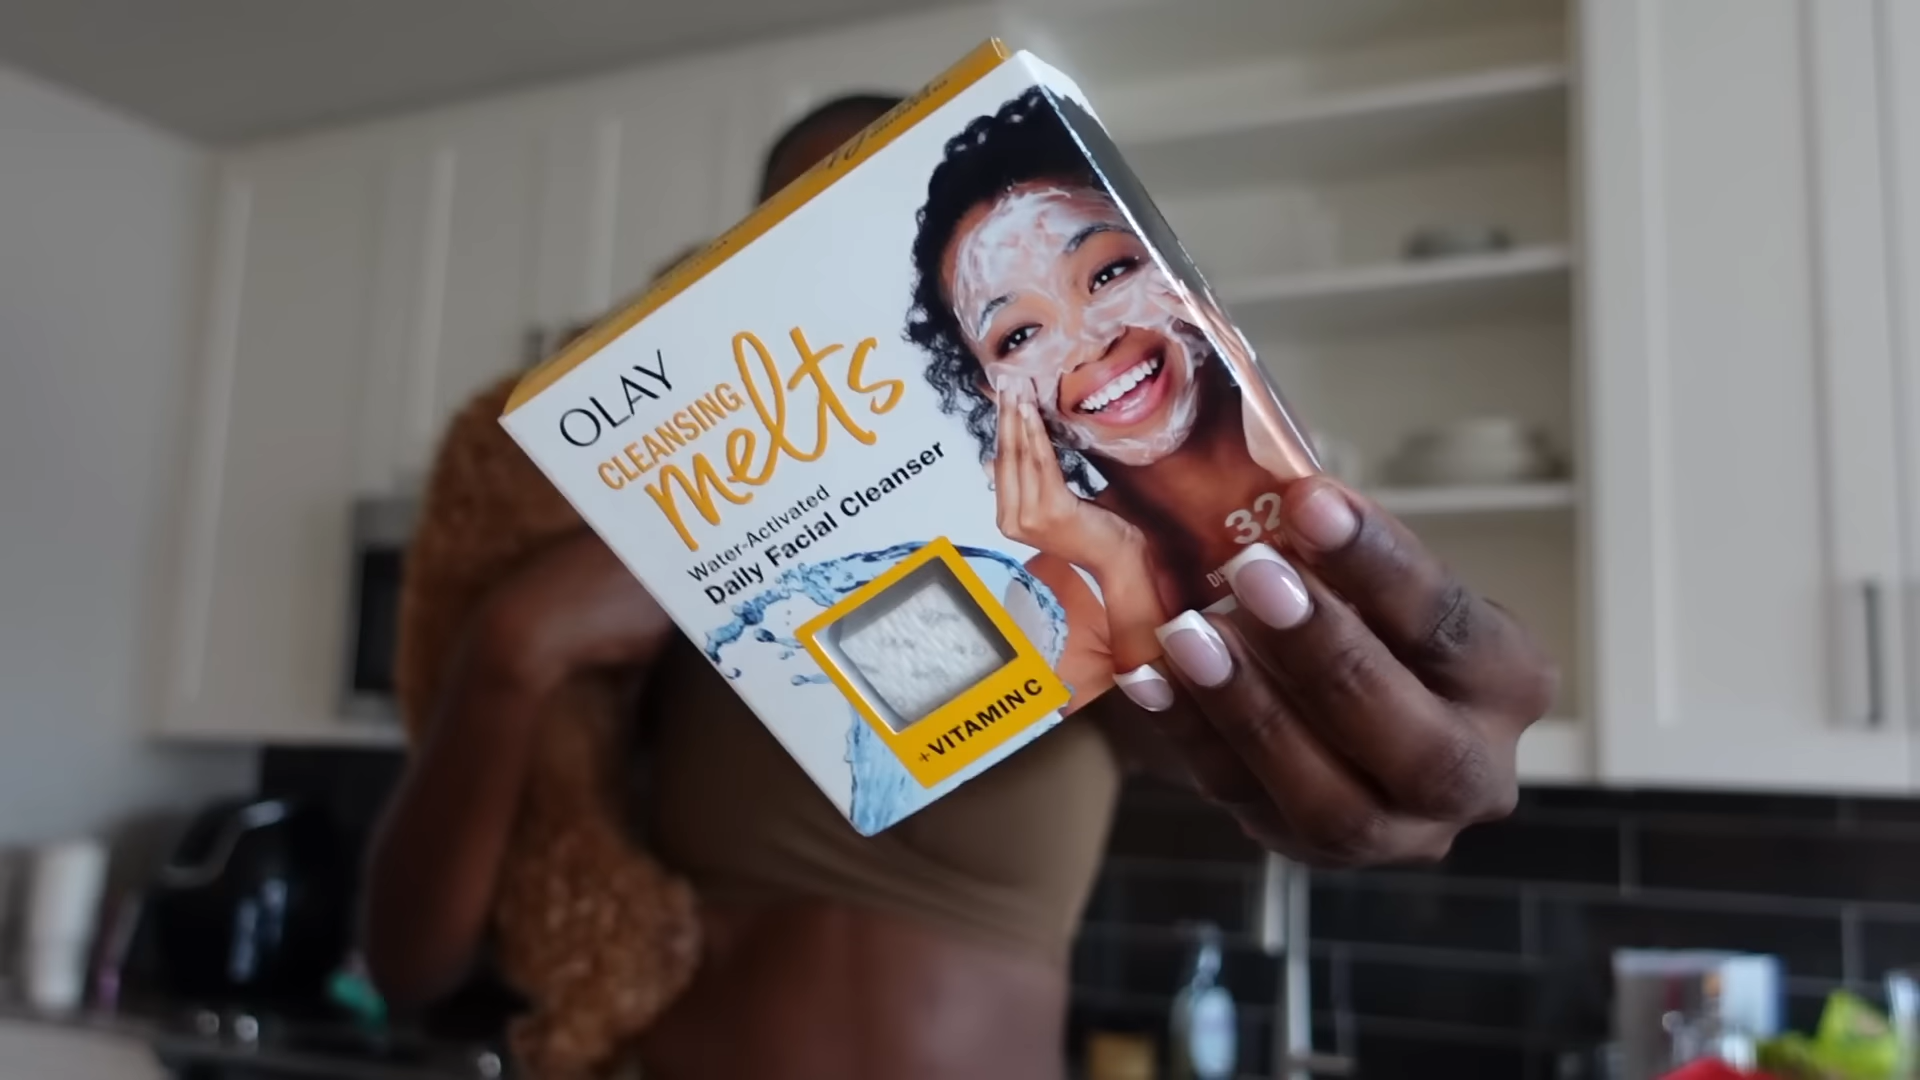 OLAY
CLEANSING
melts
Water-Activated
Daily Facial Cleanser
32
+VITAMIN C